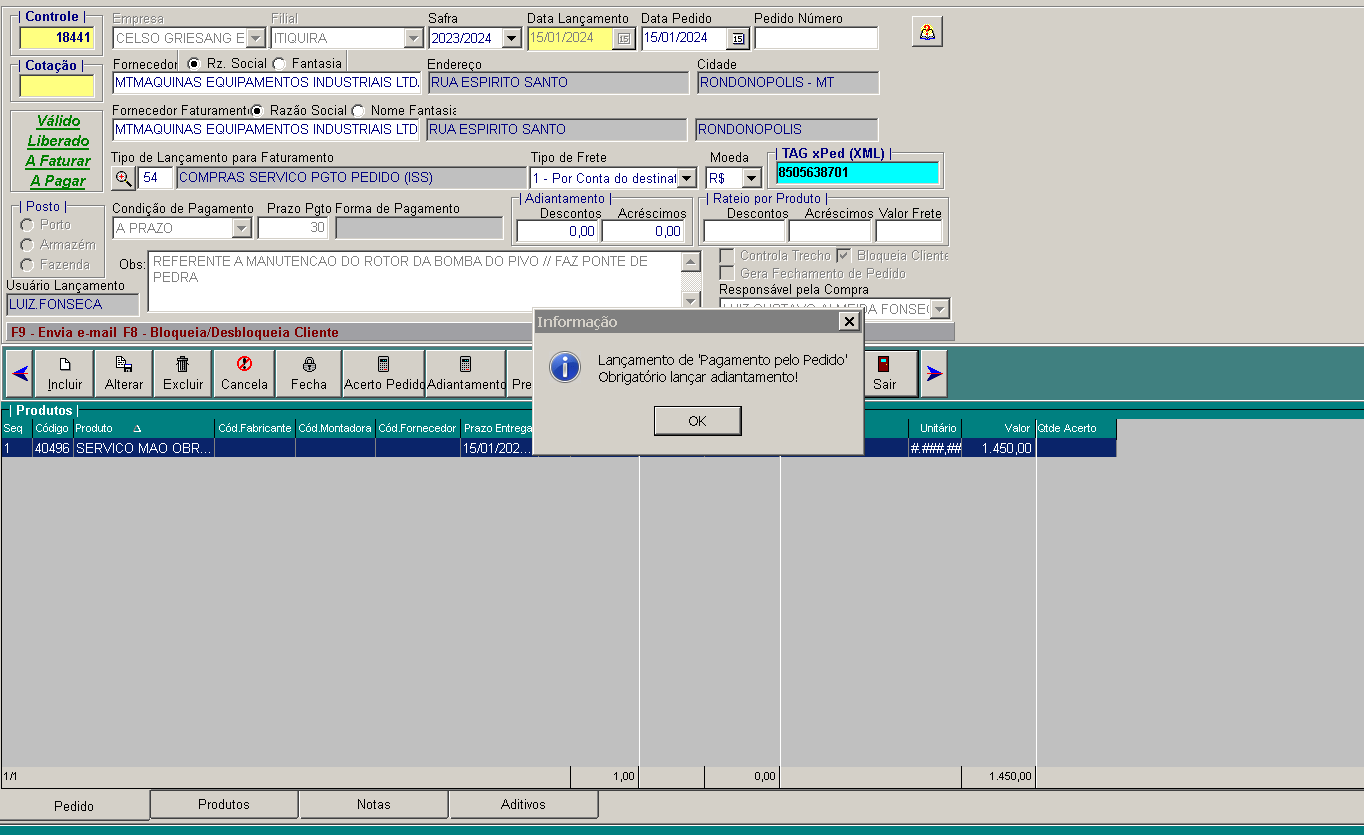 Controle
Empresa Filial Safra Data Lançamento Data Pedido Pedido Número
18441 CELSO GRIESANG E ITIQUIRA 2023/2024 15/01/2024 15 15/01/2024 15
Cotação
Fornecedor Rz. Social Fantasia Endereço Cidade
MTMAQUINAS EQUIPAMENTOS INDUSTRIAIS LTD. RUA ESPIRITO SANTO RONDONOPOLIS - MT
Fornecedor Faturament Razão Social Nome Fantasia
MTMAQUINAS EQUIPAMENTOS INDUSTRIAIS LTD RUA ESPIRITO SANTO RONDONOPOLIS
Válido
Liberado
A Faturar
A Pagar
Tipo de Lançamento para Faturamento Tipo de Frete Moeda TAG xPed (XML)
54 COMPRAS SERVICO PGTO PEDIDO (ISS) 1 - Por Conta do destinat R$ 8505638701
Posto
Porto
Armazém
Fazenda
Condição de Pagamento Prazo Pgto Forma de Pagamento
A PRAZO 30
Adiantamento
Descontos Acréscimos
0,00 0,00
Rateio por Produto
Descontos Acréscimos Valor Frete
Obs: REFERENTE A MANUTENCAO DO ROTOR DA BOMBA DO PIVO // FAZ PONTE DE
PEDRA
Controla Trecho Bloqueia Cliente
Gera Fechamento de Pedido
Usuário Lançamento
LUIZ.FONSECA
Responsável pela Compra
LUIZ GUSTAVO ALMEIDA FONSEC
F9 - Envia e-mail F8 - Bloqueia/Desbloqueia Cliente
Informação
Lançamento de 'Pagamento pelo Pedido'
Obrigatório lançar adiantamento!
OK
Incluir Alterar Excluir Cancela Fecha Acerto Pedido Adiantamento Pre Sair
Produtos
Seq Código Produto Cód.Fabricante Cód.Montadora Cód.Fornecedor Prazo Entrega Unitário Valor Qtde Acerto
1 40496 SERVICO MAO OBR... 15/01/202... #.###,## 1.450,00
1/1 1,00 0,00 1.450,00
Pedido Produtos Notas Aditivos